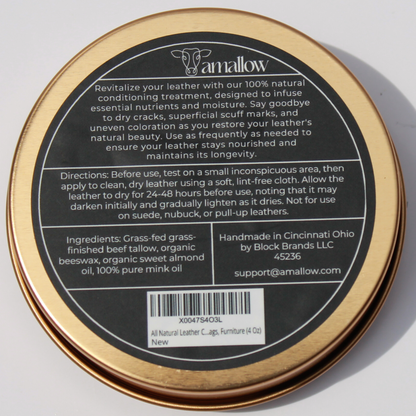 amallow
Revitalize your leather with our 100% natural
conditioning treatment, designed to infuse
essential nutrients and moisture. Say goodbye
to dry cracks, superficial scuff marks, and
uneven coloration as you restore your leather's
natural beauty. Use as frequently as needed to
ensure your leather stays nourished and
maintains its longevity.
Directions: Before use, test on a small inconspicuous area, then
apply to clean, dry leather using a soft, lint-free cloth. Allow the
leather to dry for 24-48 hours before use, noting that it may
darken initially and gradually lighten as it dries. Not for use
on suede, nubuck, or pull-up leathers.
Ingredients: Grass-fed grass-
finished beef tallow, organic
beeswax, organic sweet almond
oil, 100% pure mink oil
Handmade in Cincinnati Ohio
by Block Brands LLC
45236
support@amallow.com
X0047S4O3L
All Natural Leather C...ags, Furniture (4 Oz)
New